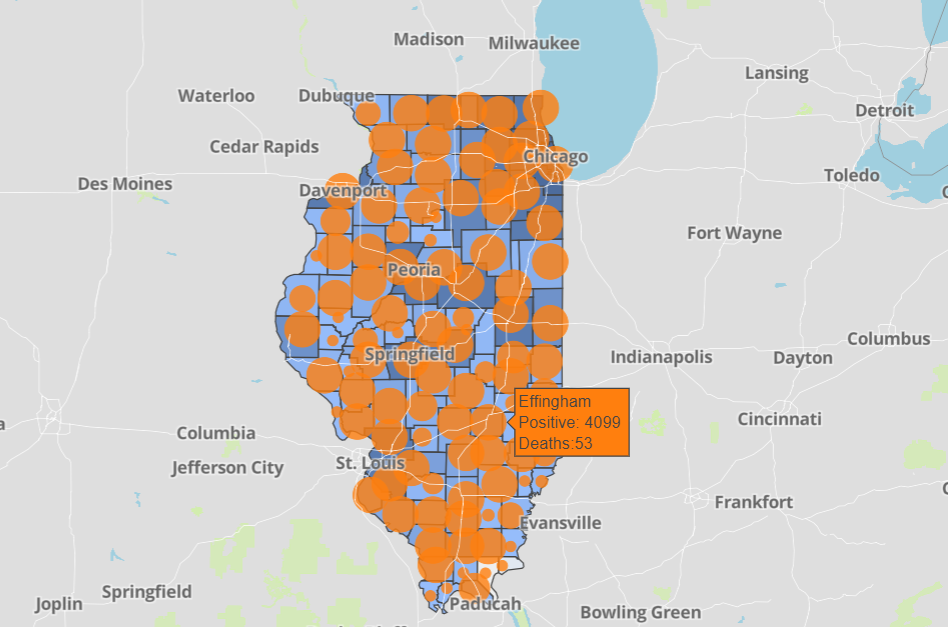 Madison
Milwaukee
Lansing
Waterloo
Dubuque
Detroit
Cedar Rapids
Chicago
Toledo
Des Moines
Davenport
Fort Wayne
Peoria
Columbus
Springfield
Indianapolis
Dayton
Effingham
Positive: 4099
Deaths:53
Cincinnati
Columbia
St. Louis
Jefferson City
Frankfort
Evansville
Springfield
Joplin
Paducah
Bowling Green